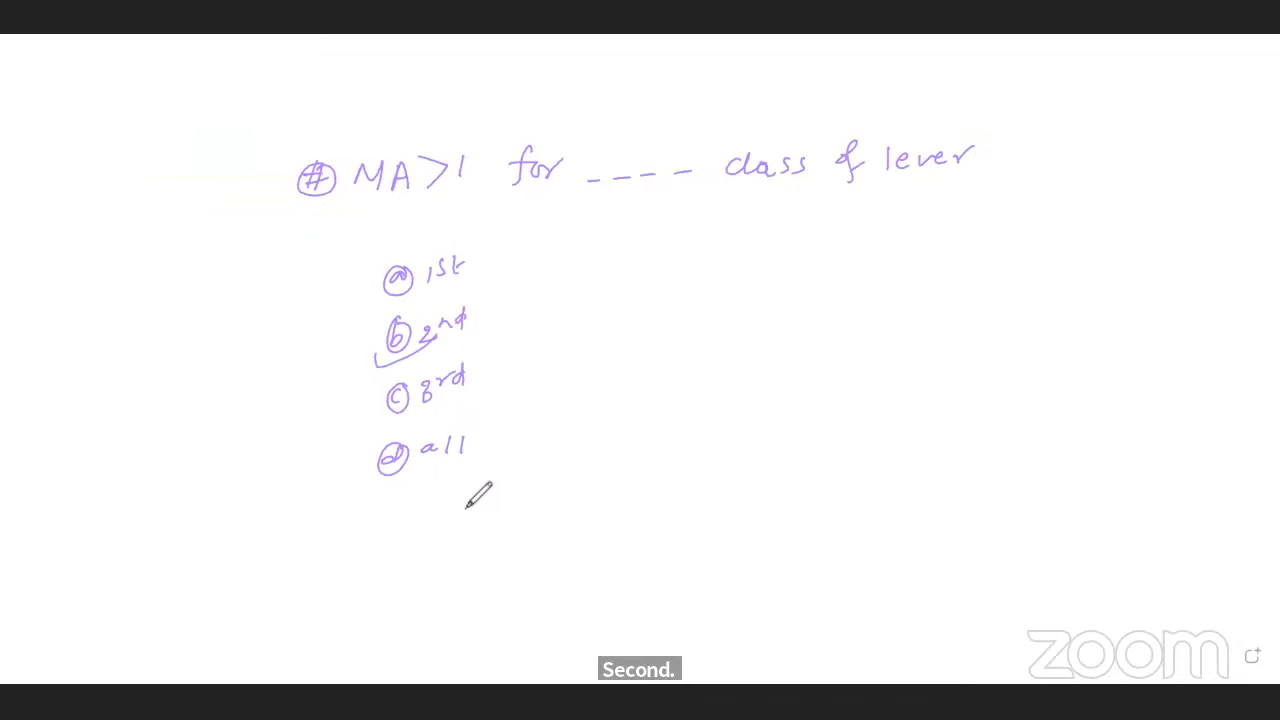 # MA>1 for ---- class of lever
a 1st
b 2nd
c 3rd
d all
zoom
Second.